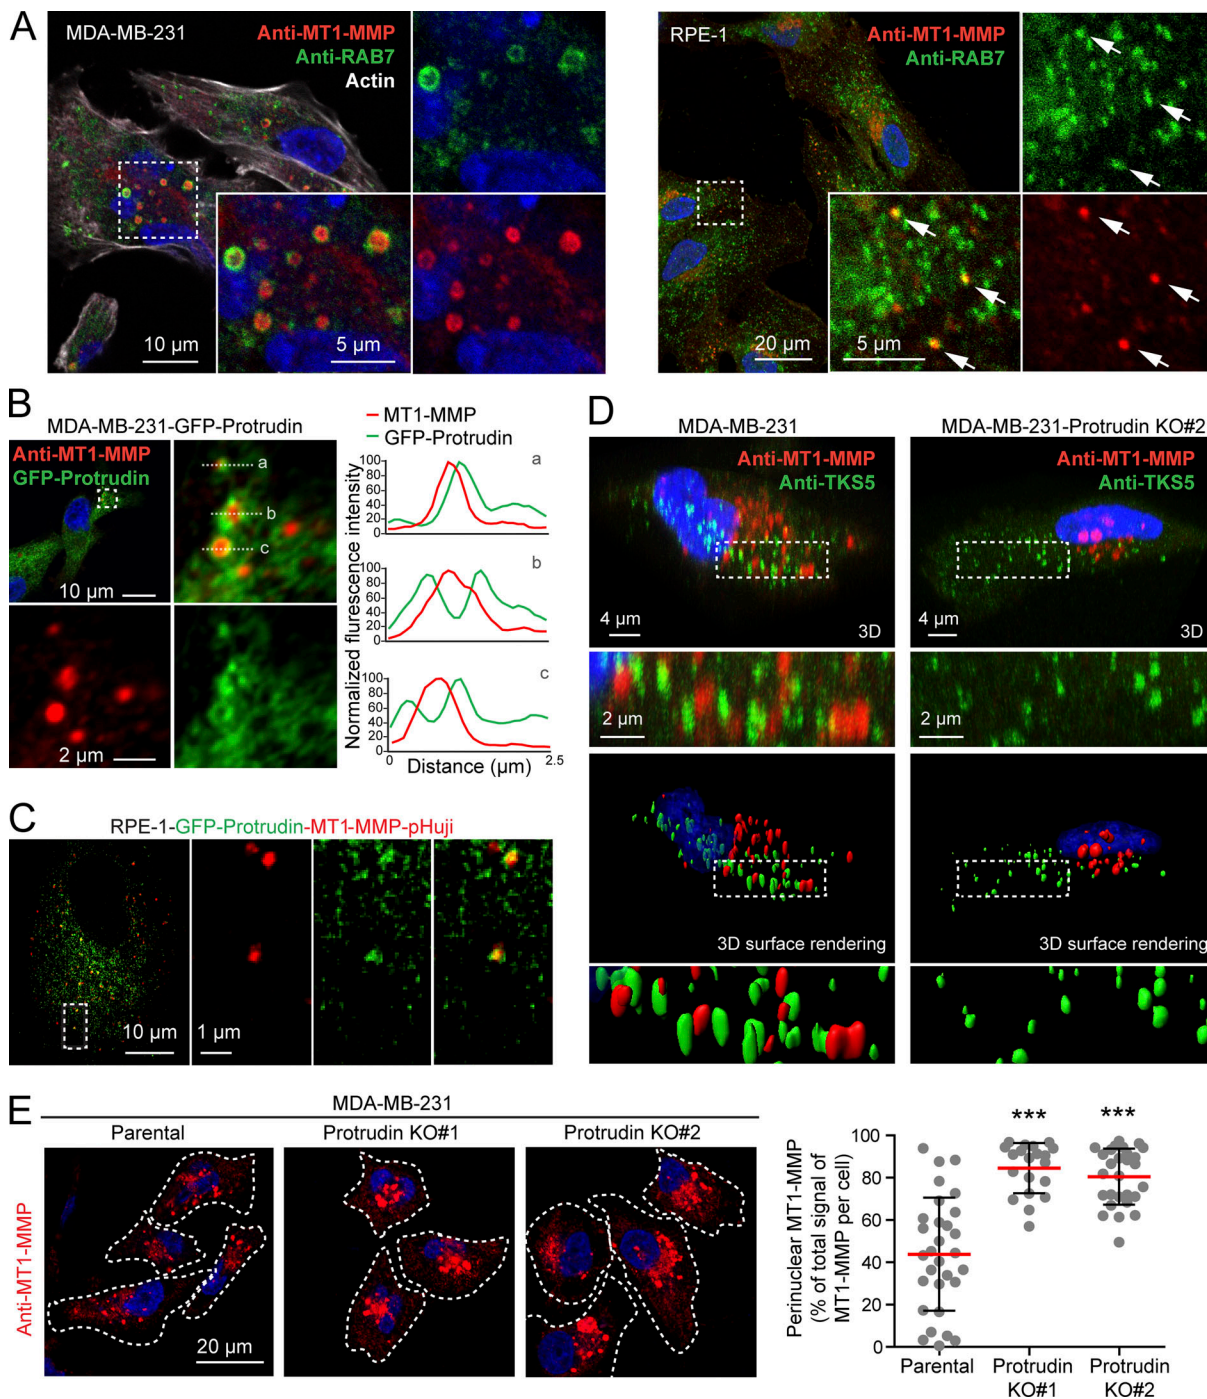 A
MDA-MB-231
Anti-MT1-MMP
Anti-RAB7
Actin
10 µm
5 µm
RPE-1
Anti-MT1-MMP
Anti-RAB7
20 µm
5 µm
B
MDA-MB-231-GFP-Protrudin
Anti-MT1-MMP
GFP-Protrudin
10 µm
a
b
c
2 µm
MT1-MMP
GFP-Protrudin
Normalized flurescence intensity
100
80
60
40
20
0
a
100
80
60
40
20
0
b
100
80
60
40
20
0
c
0
2.5
Distance (µm)
C
RPE-1-GFP-Protrudin-MT1-MMP-pHuji
10 µm
1 µm
D
MDA-MB-231
Anti-MT1-MMP
Anti-TKS5
4 µm
3D
2 µm
3D surface rendering
MDA-MB-231-Protrudin KO#2
Anti-MT1-MMP
Anti-TKS5
4 µm
3D
2 µm
3D surface rendering
E
MDA-MB-231
Parental
Protrudin KO#1
Protrudin KO#2
Anti-MT1-MMP
20 µm
Perinuclear MT1-MMP
(% of total signal of
MT1-MMP per cell)
100
80
60
40
20
0
***
***
Parental
Protrudin
KO#1
Protrudin
KO#2